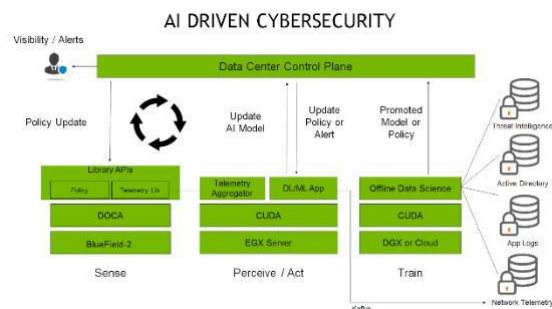 AI DRIVEN CYBERSECURITY
Visibility / Alerts
Data Center Control Plane
Policy Update
Update
AI Model
Update
Policy or
Alert
Promoted
Model or
Policy
Threat Intelligence
Library APIs
Policy
Telemetry Lib
Telemetry
Aggregator
DL/ML App
Offline Data Science
Active Directory
DOCA
CUDA
CUDA
App Logs
BlueField-2
EGX Server
DGX or Cloud
Sense
Perceive / Act
Train
Network Telemetry
Kafka